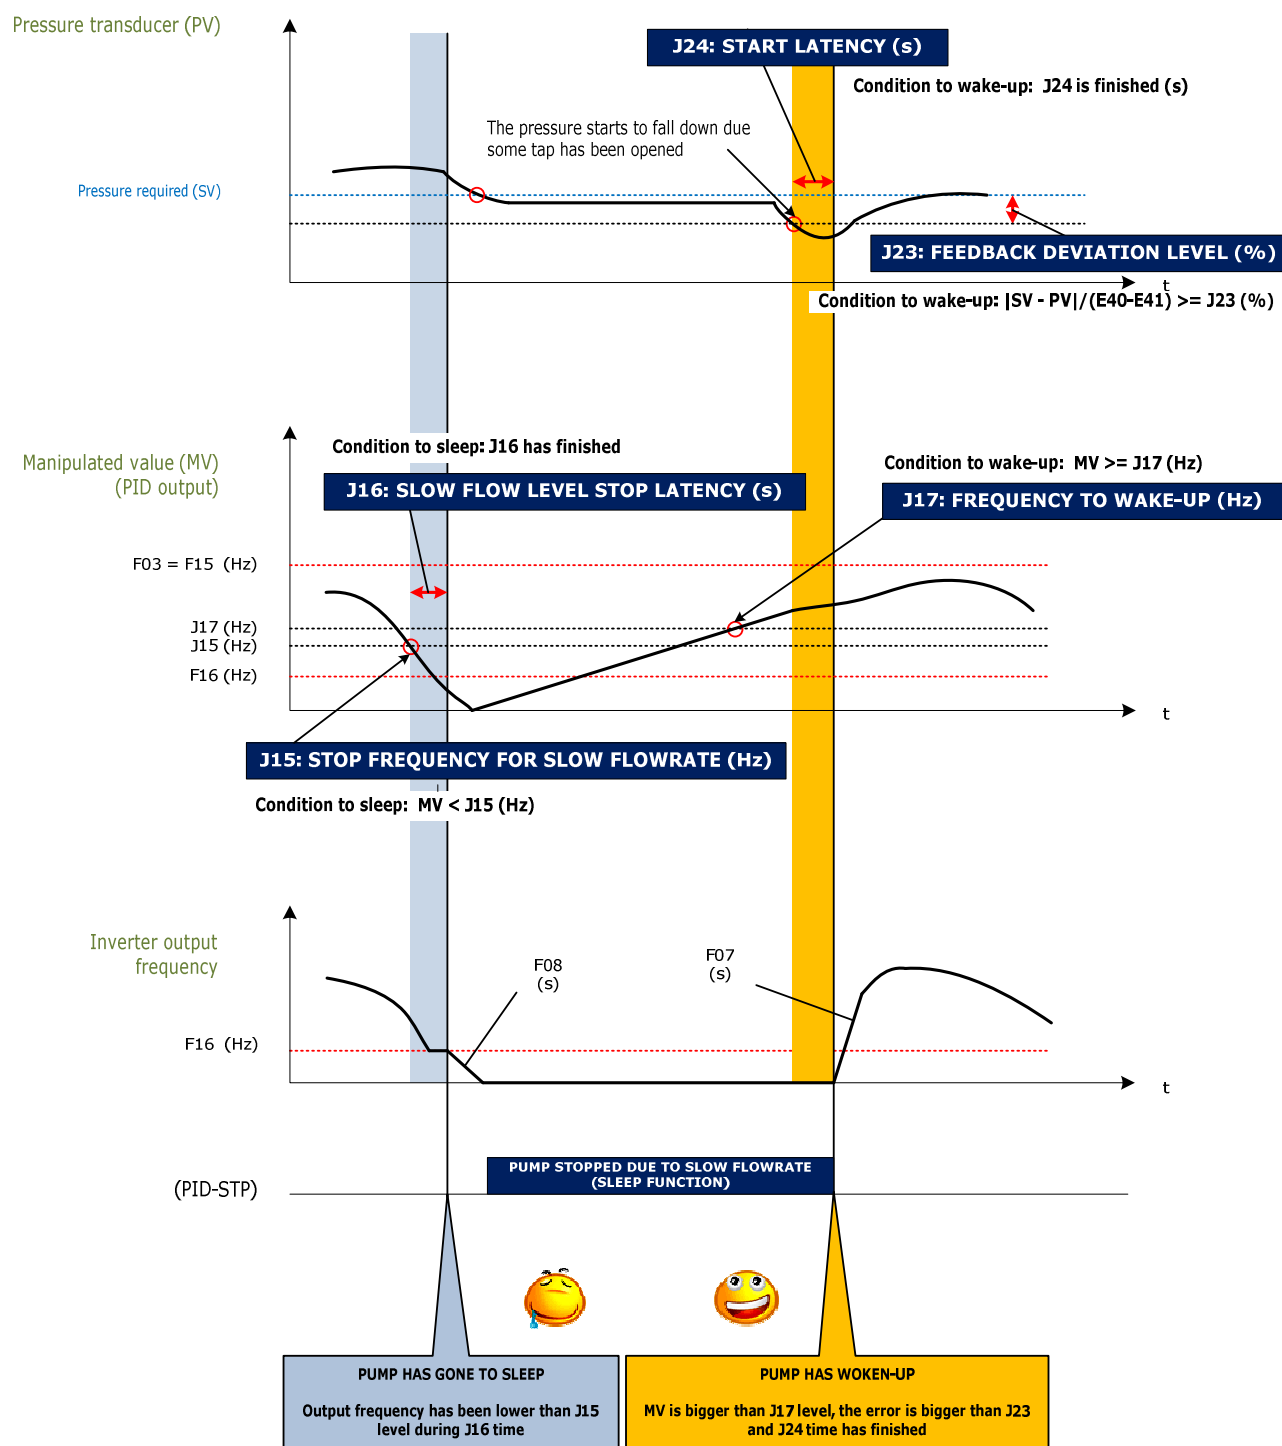 Pressure transducer (PV)
J24: START LATENCY (s)
Condition to wake-up: J24 is finished (s)
The pressure starts to fall down due
some tap has been opened
Pressure required (SV)
J23: FEEDBACK DEVIATION LEVEL (%)
t
Condition to wake-up: |SV - PV|/(E40-E41) >= J23 (%)
Condition to sleep: J16 has finished
Manipulated value (MV)
(PID output)
Condition to wake-up: MV >= J17 (Hz)
J16: SLOW FLOW LEVEL STOP LATENCY (s)
J17: FREQUENCY TO WAKE-UP (Hz)
F03 = F15 (Hz)
J17 (Hz)
J15 (Hz)
F16 (Hz)
t
J15: STOP FREQUENCY FOR SLOW FLOWRATE (Hz)
Condition to sleep: MV < J15 (Hz)
Inverter output
frequency
F08
(s)
F07
(s)
F16 (Hz)
t
PUMP STOPPED DUE TO SLOW FLOWRATE
(SLEEP FUNCTION)
(PID-STP)
PUMP HAS GONE TO SLEEP
Output frequency has been lower than J15
level during J16 time
PUMP HAS WOKEN-UP
MV is bigger than J17 level, the error is bigger than J23
and J24 time has finished